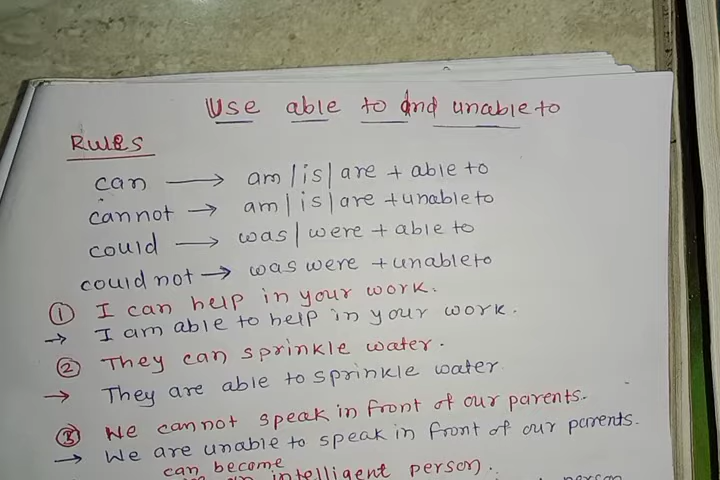 Use able to And unable to
Rules
can → am | is | are + able to
cannot → am | is | are + unable to
could → was | were + able to
could not → was were + unable to
① I can help in your work.
→ I am able to help in your work.
② They can sprinkle water.
→ They are able to sprinkle water
③ We cannot speak in front of our parents.
→ We are unable to speak in front of our parents.
can become
an intelligent person.
person